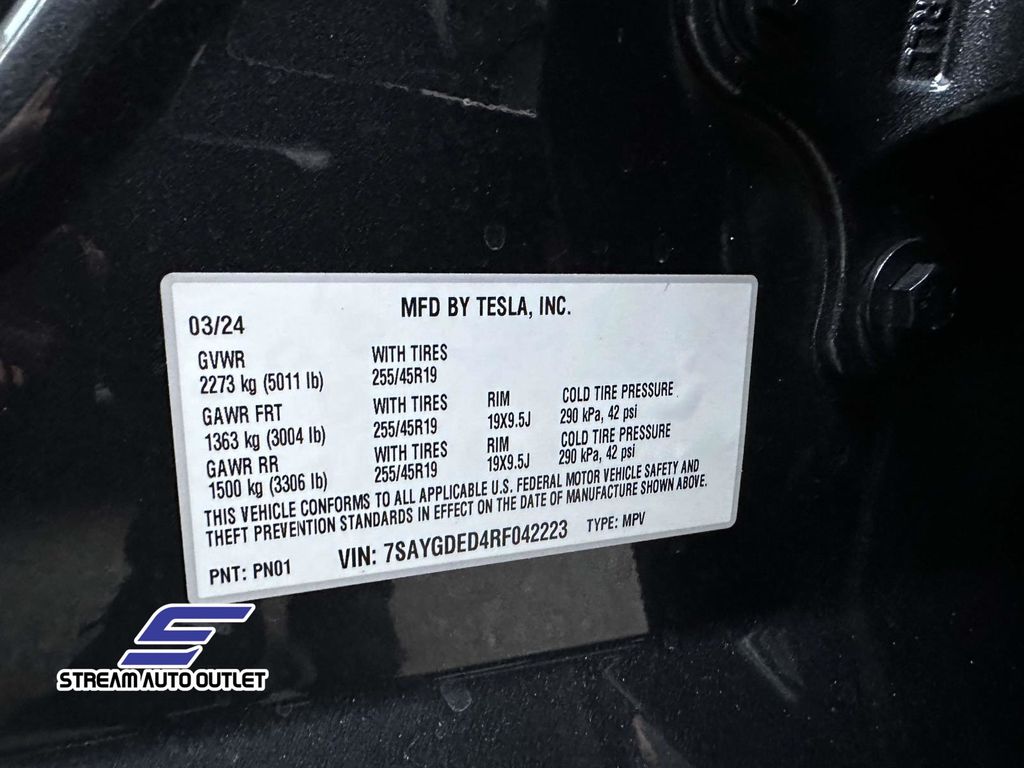 RLE
MFD BY TESLA, INC.
03/24
GVWR WITH TIRES
2273 kg (5011 lb) 255/45R19
GAWR FRT WITH TIRES RIM COLD TIRE PRESSURE
1363 kg (3004 lb) 255/45R19 19X9.5J 290 kPa, 42 psi
GAWR RR WITH TIRES RIM COLD TIRE PRESSURE
1500 kg (3306 lb) 255/45R19 19X9.5J 290 kPa, 42 psi
THIS VEHICLE CONFORMS TO ALL APPLICABLE U.S. FEDERAL MOTOR VEHICLE SAFETY AND
THEFT PREVENTION STANDARDS IN EFFECT ON THE DATE OF MANUFACTURE SHOWN ABOVE.
PNT: PN01 VIN: 7SAYGDED4RF042223 TYPE: MPV
STREAM AUTO OUTLET